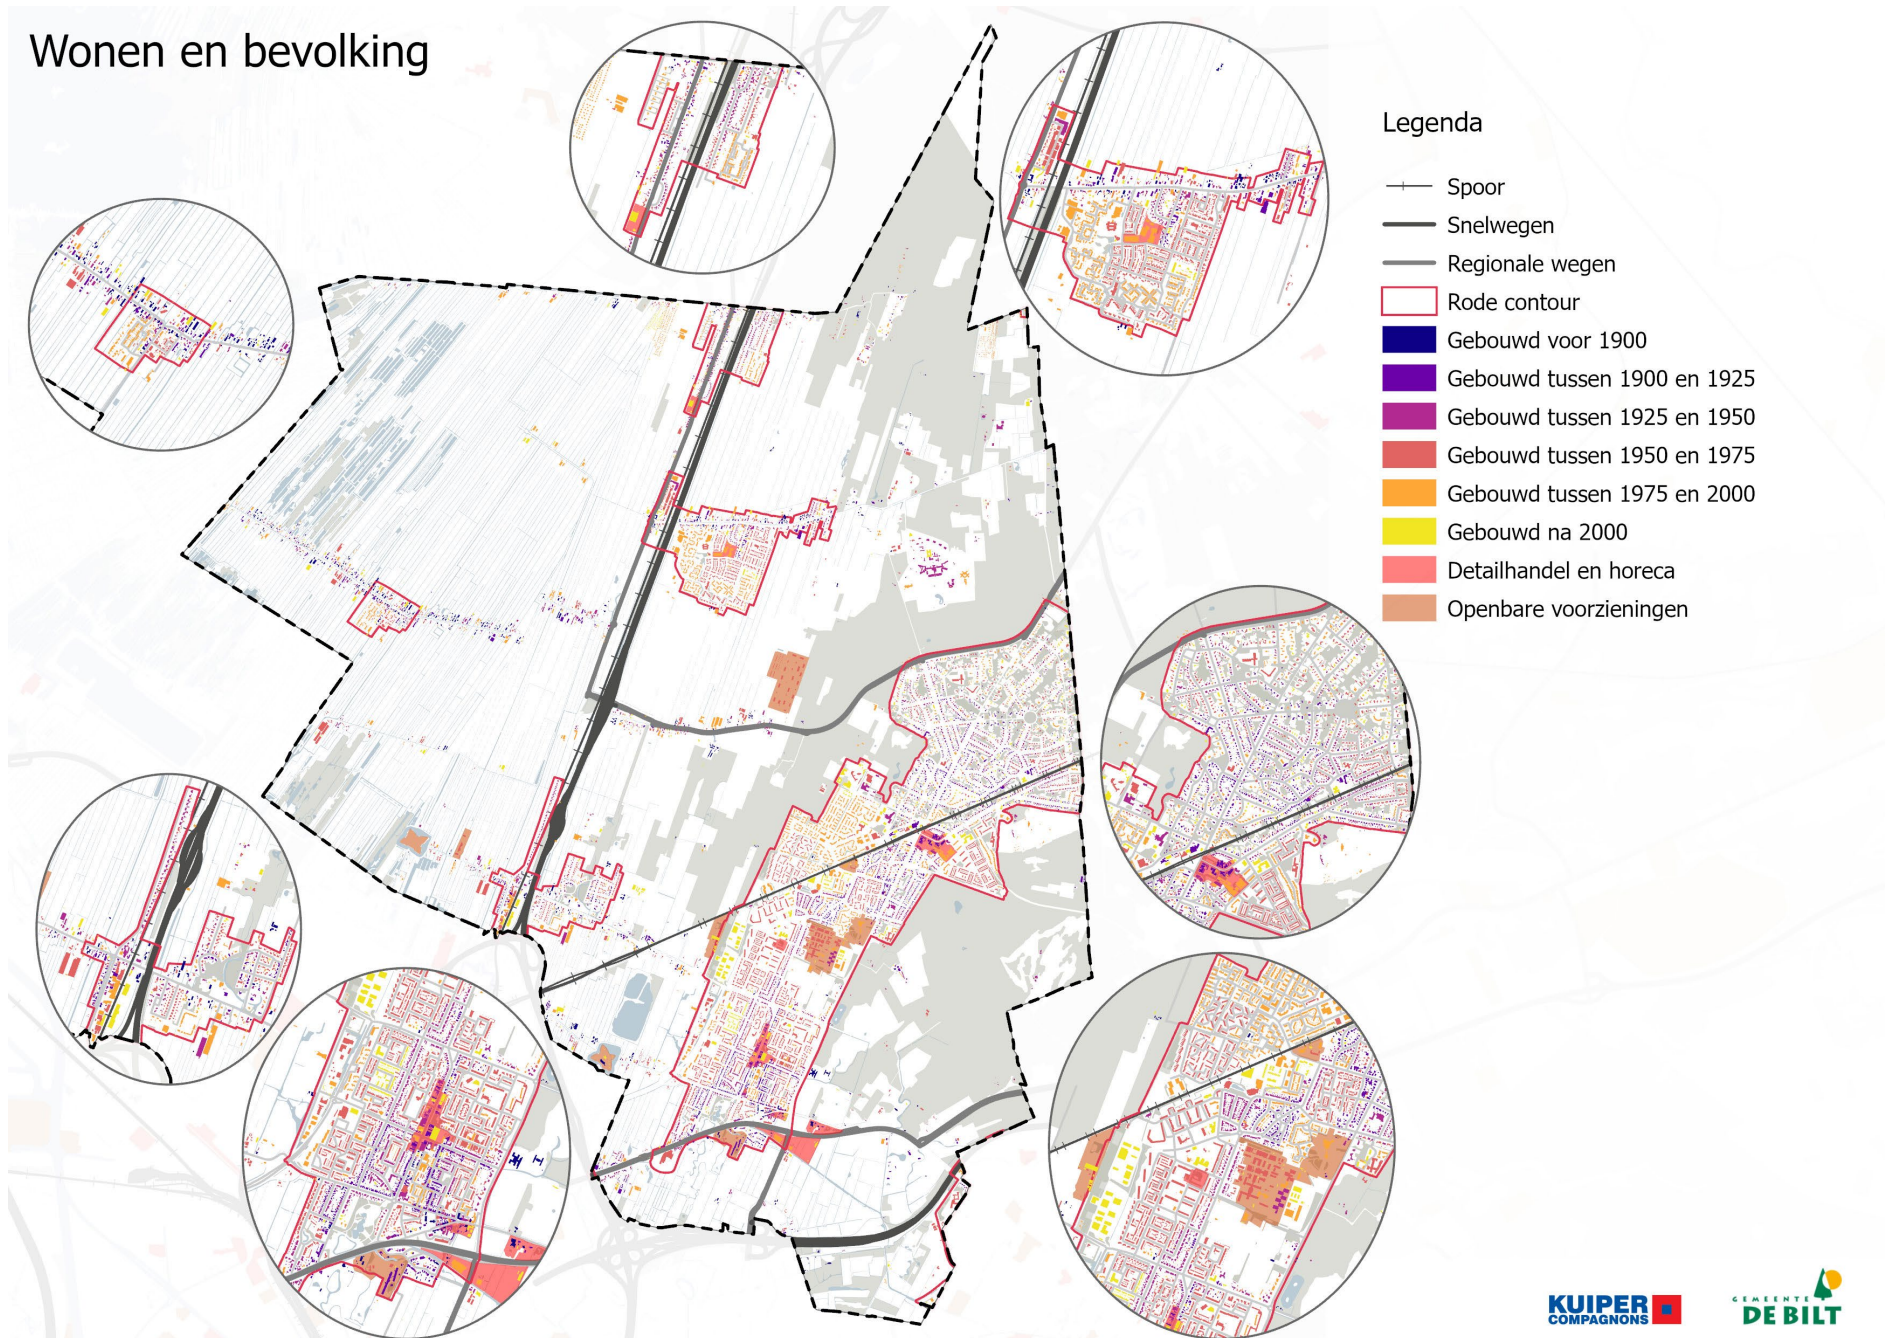 Wonen en bevolking
Legenda
Spoor
Snelwegen
Regionale wegen
Rode contour
Gebouwd voor 1900
Gebouwd tussen 1900 en 1925
Gebouwd tussen 1925 en 1950
Gebouwd tussen 1950 en 1975
Gebouwd tussen 1975 en 2000
Gebouwd na 2000
Detailhandel en horeca
Openbare voorzieningen
KUIPER
COMPAGNONS
GEMEENTE
DE BILT